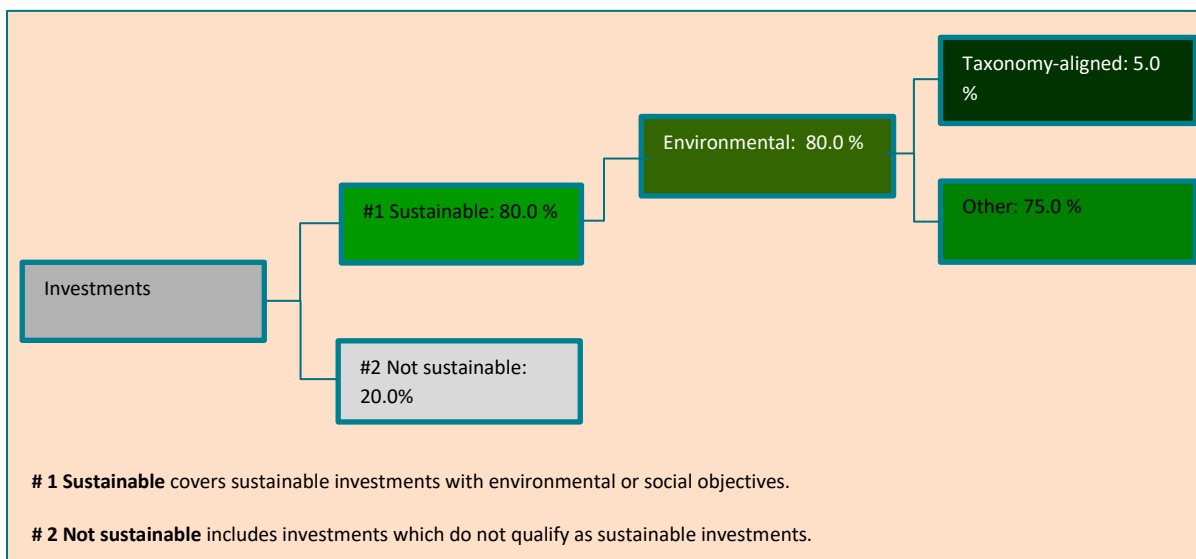 Taxonomy-aligned: 5.0
%
Environmental:  80.0 %
#1 Sustainable: 80.0 %
Other: 75.0 %
Investments
#2 Not sustainable:
20.0%
# 1 Sustainable covers sustainable investments with environmental or social objectives.
# 2 Not sustainable includes investments which do not qualify as sustainable investments.